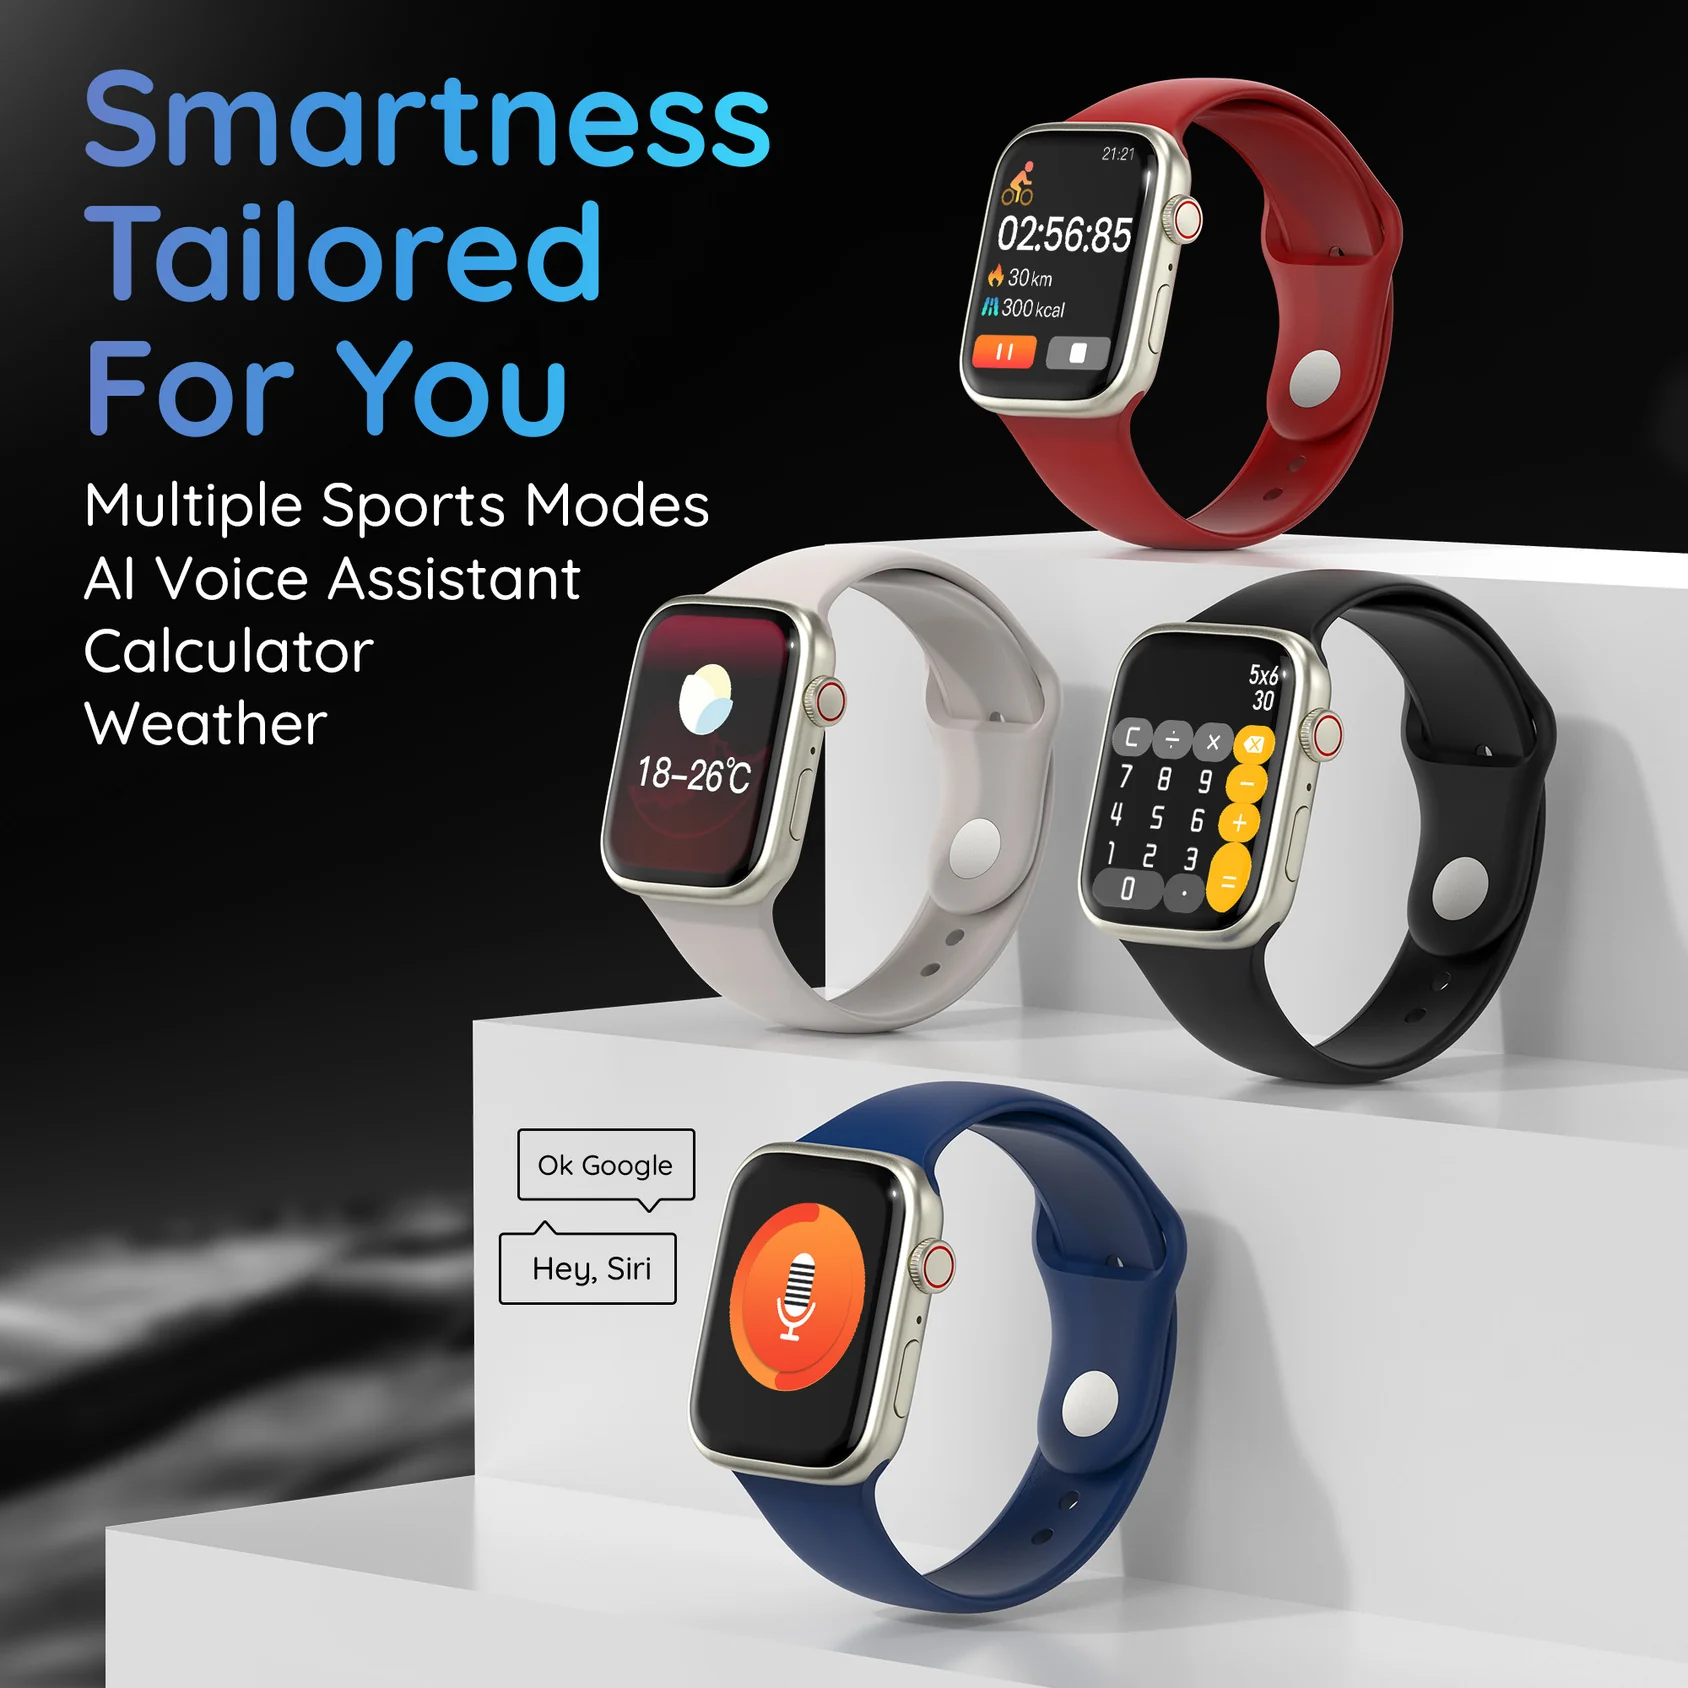 Smartness
Tailored
For You
Multiple Sports Modes
AI Voice Assistant
Calculator
Weather
21:21
02:56:85
30km
300kcal
18-26℃
5x6
30
C ÷ ×
7 8 9 −
4 5 6 +
1 2 3
0 . =
Ok Google
Hey, Siri